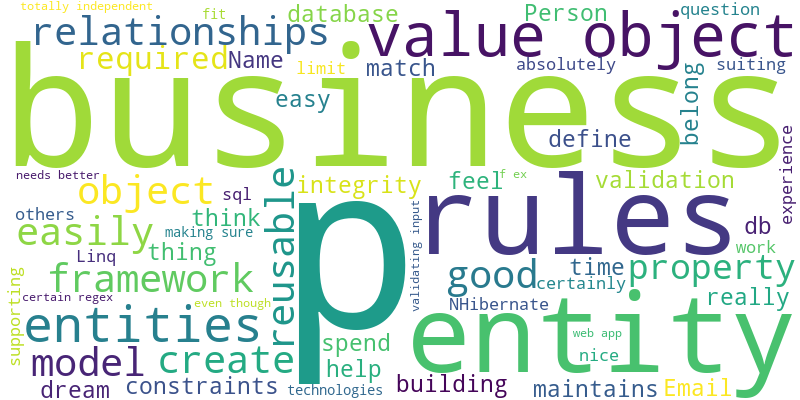 totally independent
fit
database
Person
question
relationships
value object
required
Name
limit
match
absolutely
suiting
business
easy
define
belong
experience
needs better
object
sql
integrity
feel
f ex
validation
others
think
reusable
p
rules
easily
making sure
validating input
db
Linq
thing
work
framework
good
time
property
certainly
supporting
certain regex
even though
NHibernate
really
entities
spend
entity
web app
model
create
help
nice
dream
constraints
technologies
building
maintains
Email